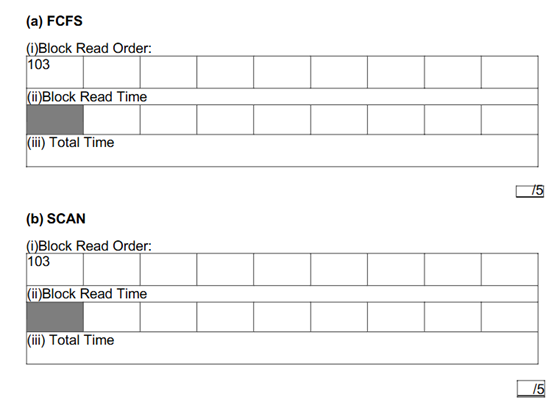 (a) FCFS
(i)Block Read Order:
103
(ii)Block Read Time
(iii) Total Time
/5
(b) SCAN
(i)Block Read Order:
103
(ii)Block Read Time
(iii) Total Time
/5